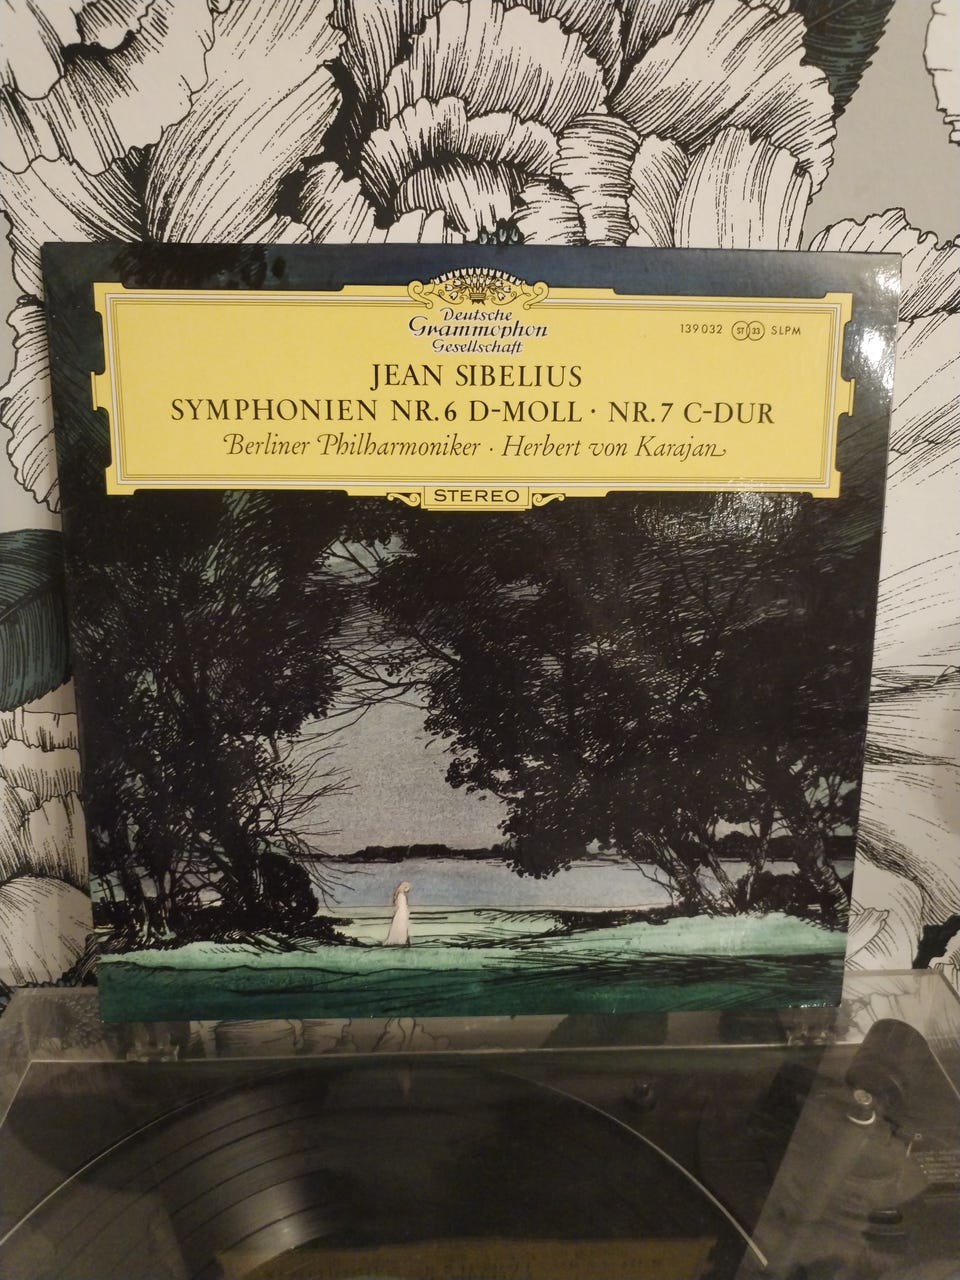 Deutsche
Grammophon
Gesellschaft
139 032 ST 33 SLPM
JEAN SIBELIUS
SYMPHONIEN NR. 6 D-MOLL · NR. 7 C-DUR
Berliner Philharmoniker · Herbert von Karajan
STEREO